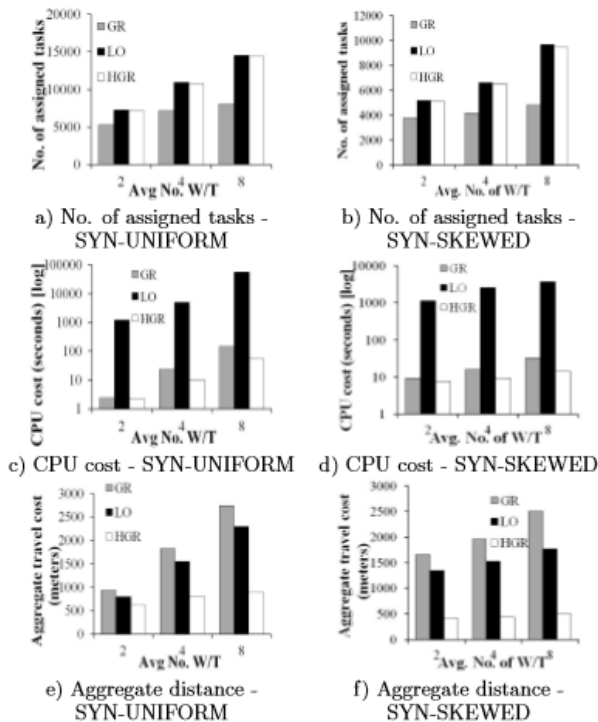 No. of assigned tasks
20000
15000
10000
5000
0
GR
LO
HGR
2 4 8
Avg No. W/T
a) No. of assigned tasks -
SYN-UNIFORM
No. of assigned tasks
12000
10000
8000
6000
4000
2000
0
GR
LO
HGR
2 4 8
Avg. No. of W/T
b) No. of assigned tasks -
SYN-SKEWED
CPU cost (seconds) [log]
100000
10000
1000
100
10
1
GR
LO
HGR
2 4 8
Avg No. W/T
c) CPU cost - SYN-UNIFORM
CPU cost (seconds) [log]
10000
1000
100
10
1
GR
LO
HGR
2 4 8
Avg. No. of W/T
d) CPU cost - SYN-SKEWED
Aggregate travel cost
(meters)
3000
2500
2000
1500
1000
500
0
GR
LO
HGR
2 4 8
Avg No. W/T
e) Aggregate distance -
SYN-UNIFORM
Aggregate travel cost
(meters)
3000
2500
2000
1500
1000
500
0
GR
LO
HGR
2 4 8
Avg. No. of W/T
f) Aggregate distance -
SYN-SKEWED